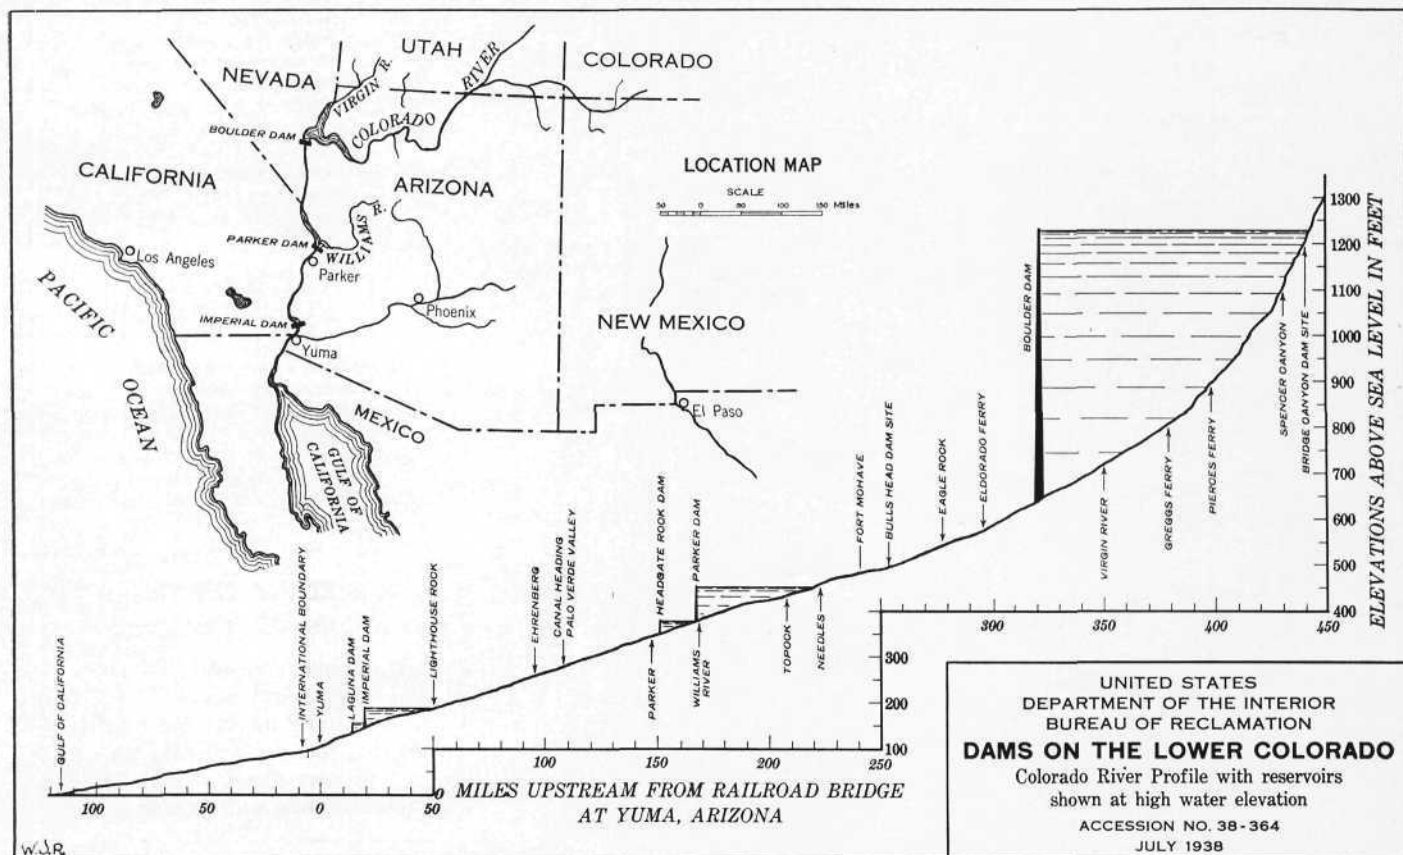 UTAH
COLORADO
NEVADA
VIRGIN R.
RIVER
COLORADO
BOULDER DAM
CALIFORNIA
ARIZONA
LOCATION MAP
SCALE
50 0 50 100 150 Miles
WILLIAMS R.
PARKER DAM
Los Angeles
Parker
PACIFIC
OCEAN
Phoenix
IMPERIAL DAM
Yuma
NEW MEXICO
MEXICO
El Paso
GULF OF
CALIFORNIA
GULF OF CALIFORNIA
INTERNATIONAL BOUNDARY
YUMA
LAGUNA DAM
IMPERIAL DAM
LIGHTHOUSE ROCK
EHRENBERG
CANAL HEADING
PALO VERDE VALLEY
PARKER
HEADGATE ROCK DAM
PARKER DAM
WILLIAMS
RIVER
TOPOCK
NEEDLES
FORT MOHAVE
BULLS HEAD DAM SITE
EAGLE ROCK
ELDORADO FERRY
BOULDER DAM
VIRGIN RIVER
GREGGS FERRY
PIERCES FERRY
SPENCER CANYON
BRIDGE CANYON DAM SITE
1300
1200
1100
1000
900
800
700
600
500
400
ELEVATIONS ABOVE SEA LEVEL IN FEET
390 350 400 450
300
200
100
0
100 50 0 50
100 150 200 250
MILES UPSTREAM FROM RAILROAD BRIDGE
AT YUMA, ARIZONA
UNITED STATES
DEPARTMENT OF THE INTERIOR
BUREAU OF RECLAMATION
DAMS ON THE LOWER COLORADO
Colorado River Profile with reservoirs
shown at high water elevation
ACCESSION NO. 38-364
JULY 1938
W.J.R.